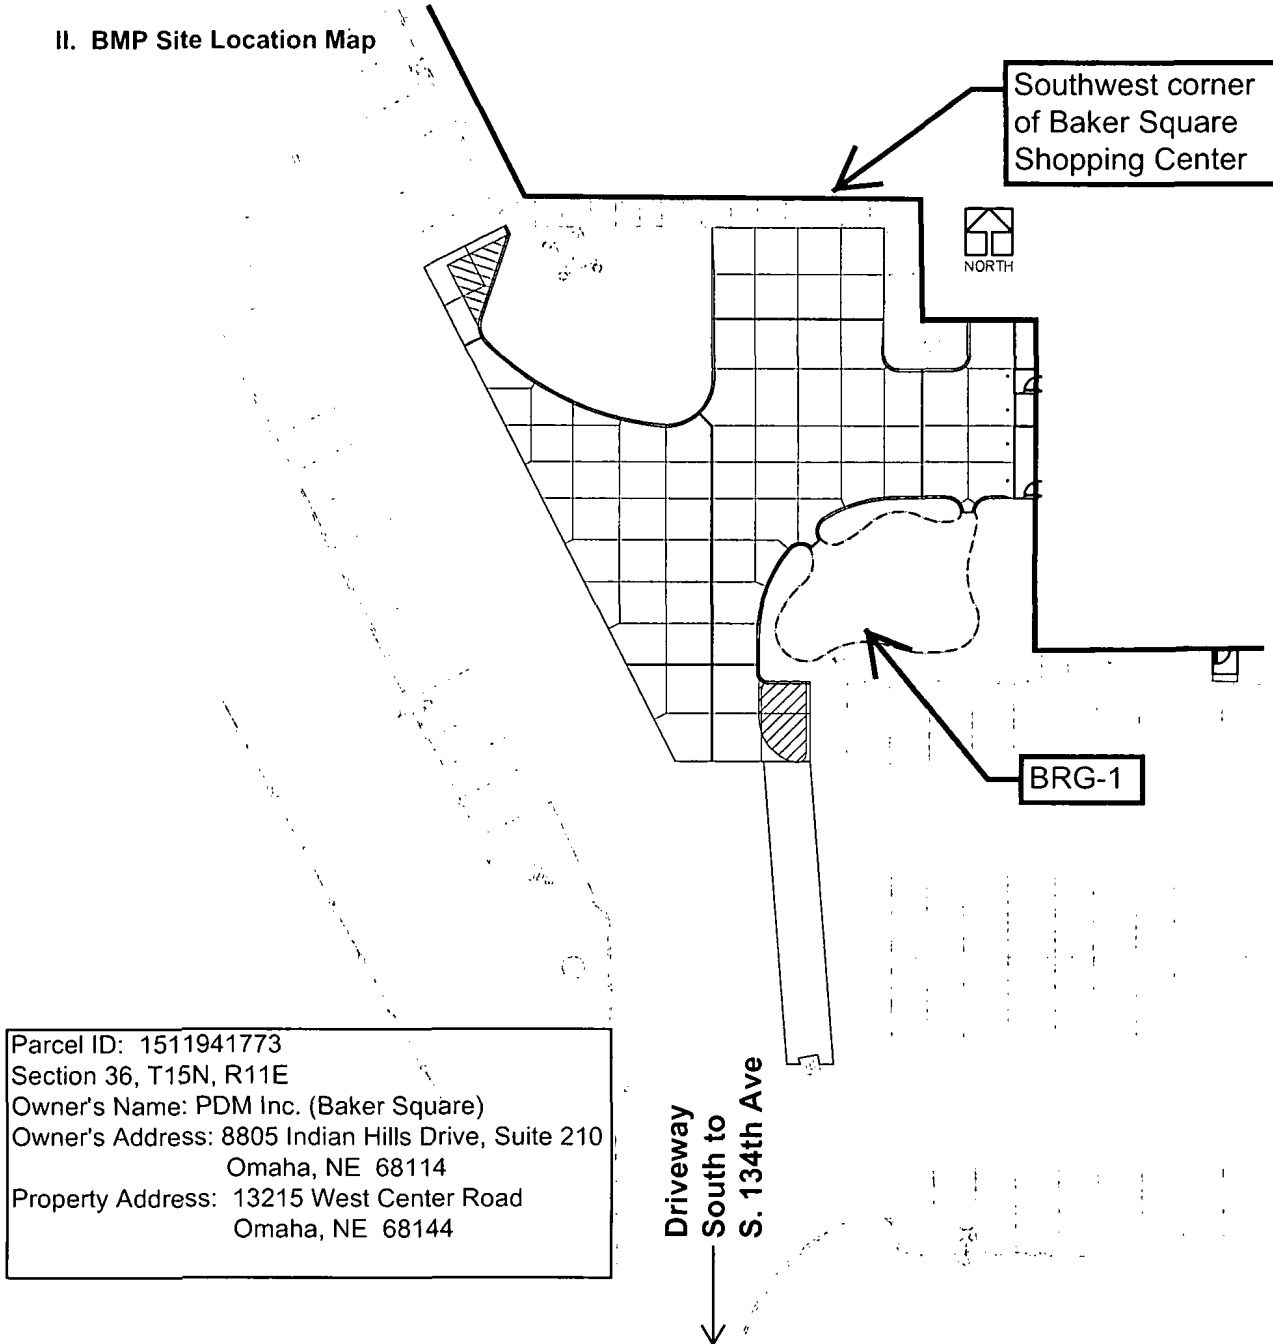 II. BMP Site Location Map
Southwest corner
of Baker Square
Shopping Center
NORTH
BRG-1
Parcel ID: 1511941773
Section 36, T15N, R11E
Owner's Name: PDM Inc. (Baker Square)
Owner's Address: 8805 Indian Hills Drive, Suite 210
Omaha, NE 68114
Property Address: 13215 West Center Road
Omaha, NE 68144
Driveway
South to
S. 134th Ave